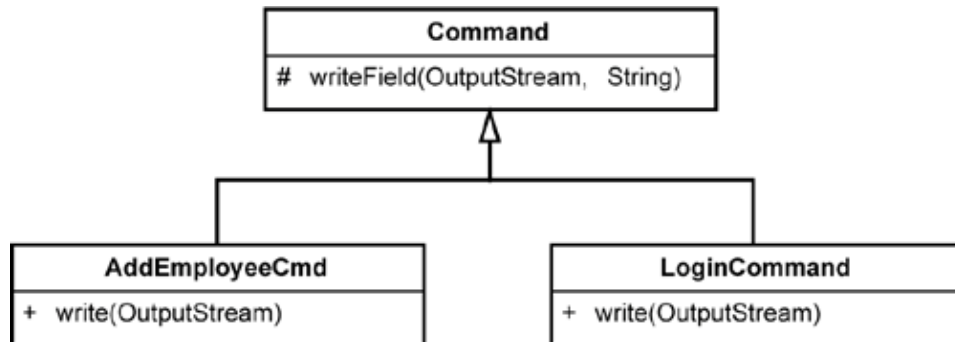 Command
# writeField(OutputStream, String)
AddEmployeeCmd
+ write(OutputStream)
LoginCommand
+ write(OutputStream)